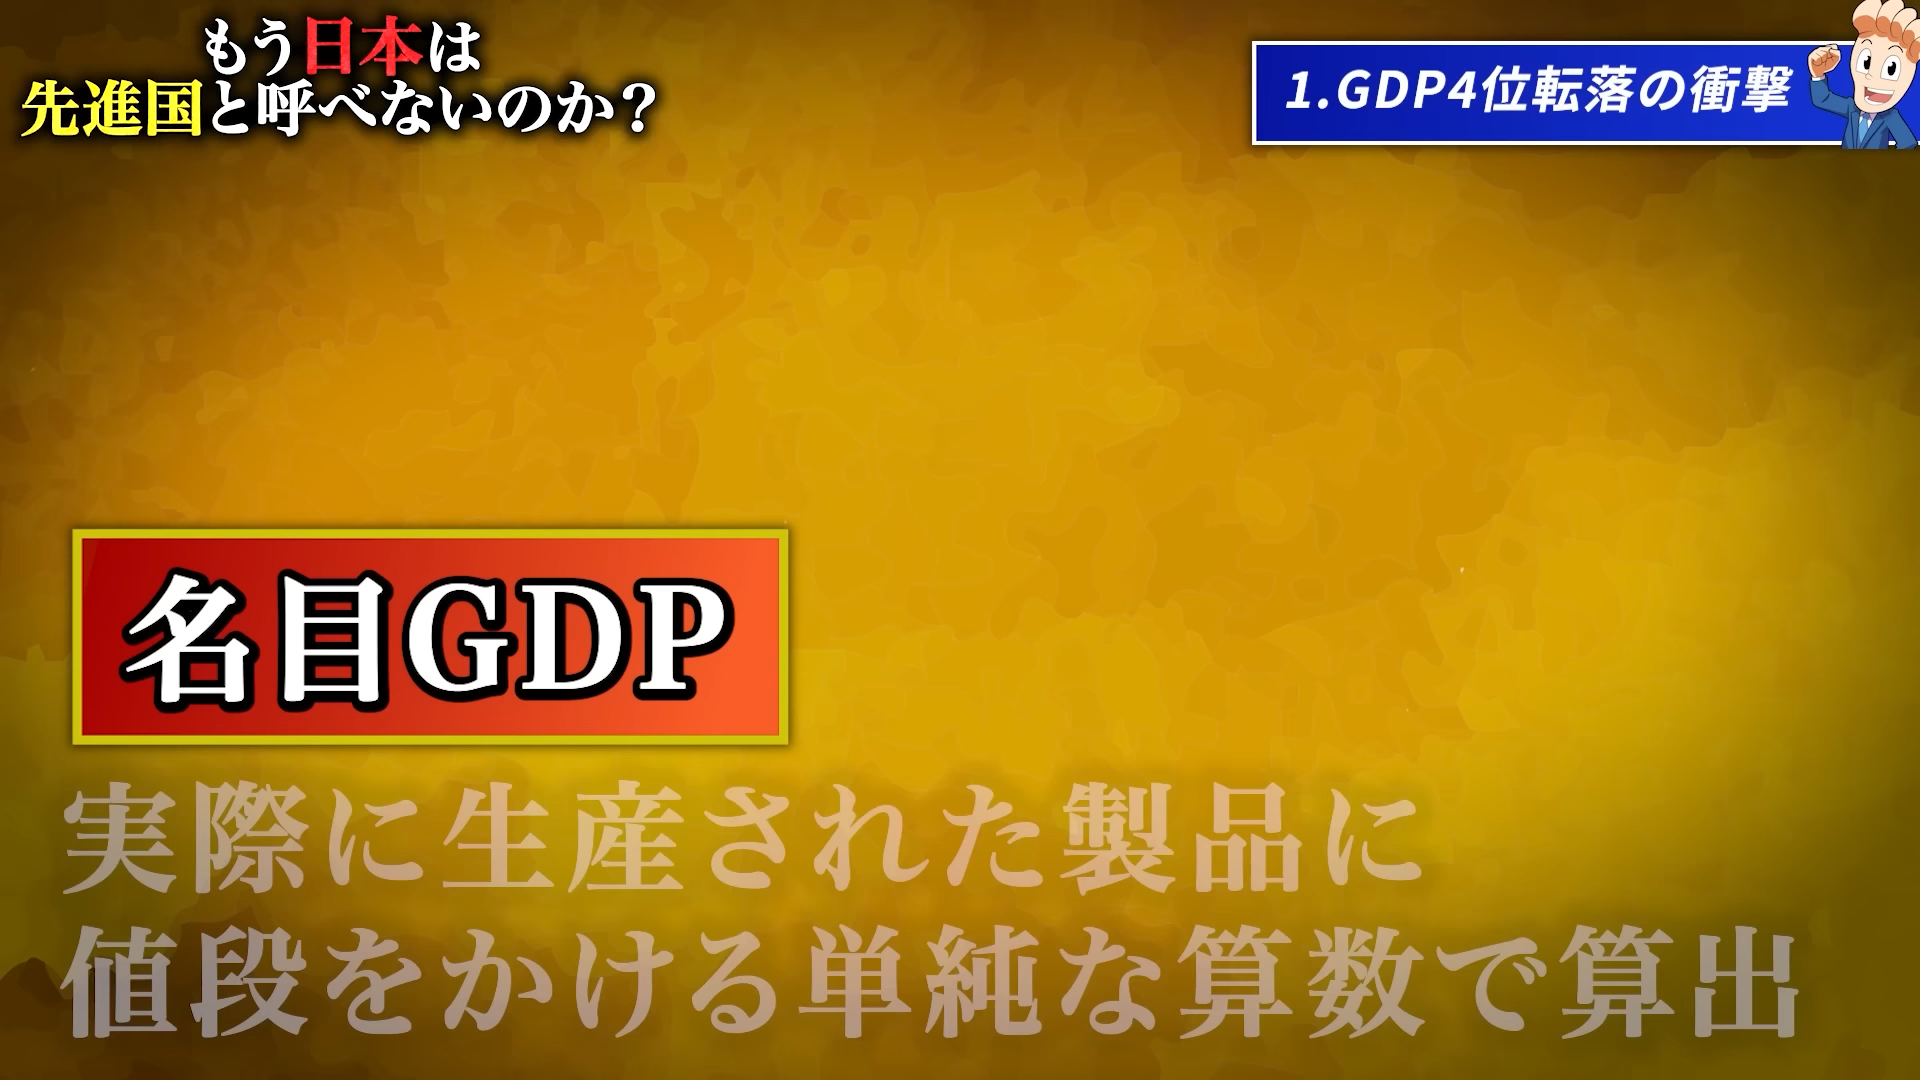 もう日本は
先進国と呼べないのか？
1.GDP4位転落の衝撃
名目GDP
実際に生産された製品に
値段をかける単純な算数で算出